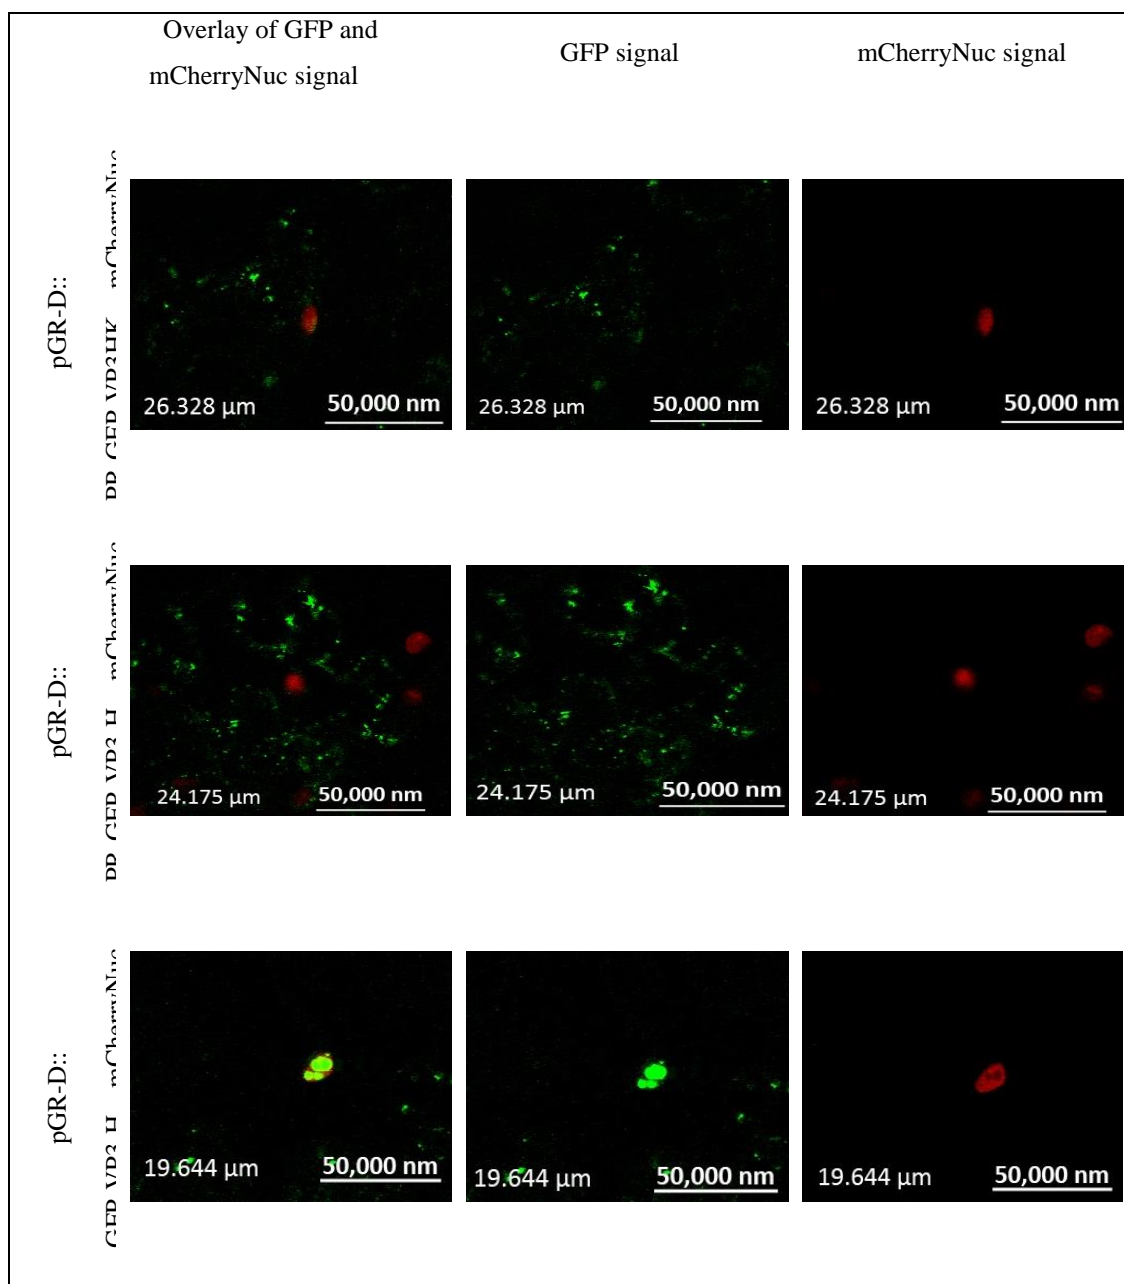 Overlay of GFP and
mCherryNuc signal
GFP signal
mCherryNuc signal
pGR-D::
mCherryNuc
26.328 µm
50,000 nm
26.328 µm
50,000 nm
26.328 µm
50,000 nm
pGR-D::
mCherryNuc
24.175 µm
50,000 nm
24.175 µm
50,000 nm
24.175 µm
50,000 nm
pGR-D::
mCherryNuc
19.644 µm
50,000 nm
19.644 µm
50,000 nm
19.644 µm
50,000 nm